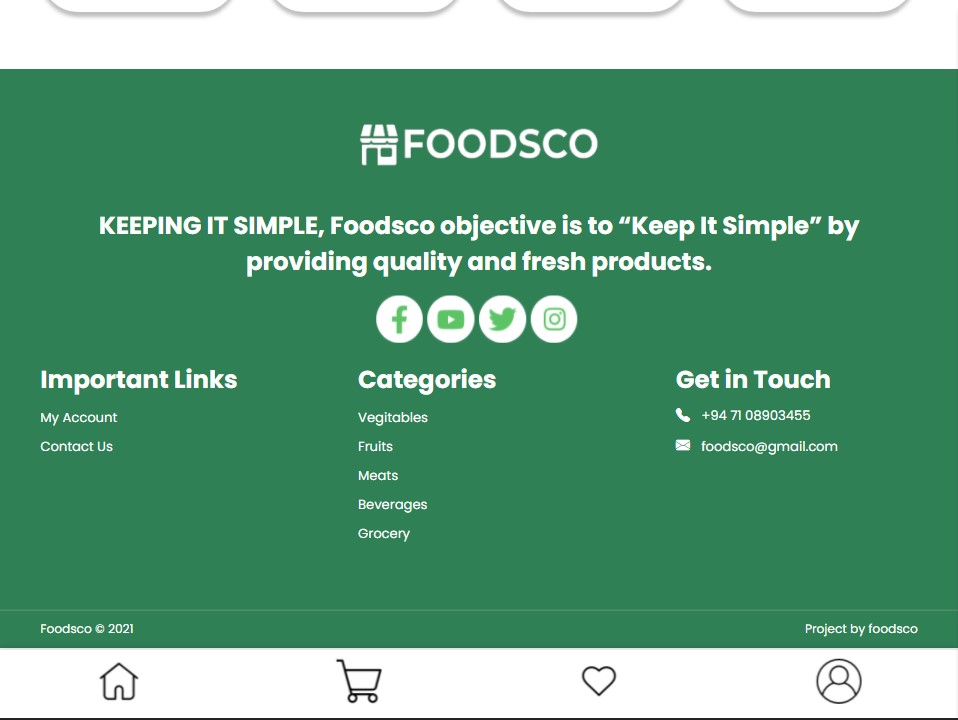 FOODSCO
KEEPING IT SIMPLE, Foodsco objective is to “Keep It Simple” by
providing quality and fresh products.
Important Links
My Account
Contact Us
Categories
Vegitables
Fruits
Meats
Beverages
Grocery
Get in Touch
+94 71 08903455
foodsco@gmail.com
Foodsco © 2021
Project by foodsco